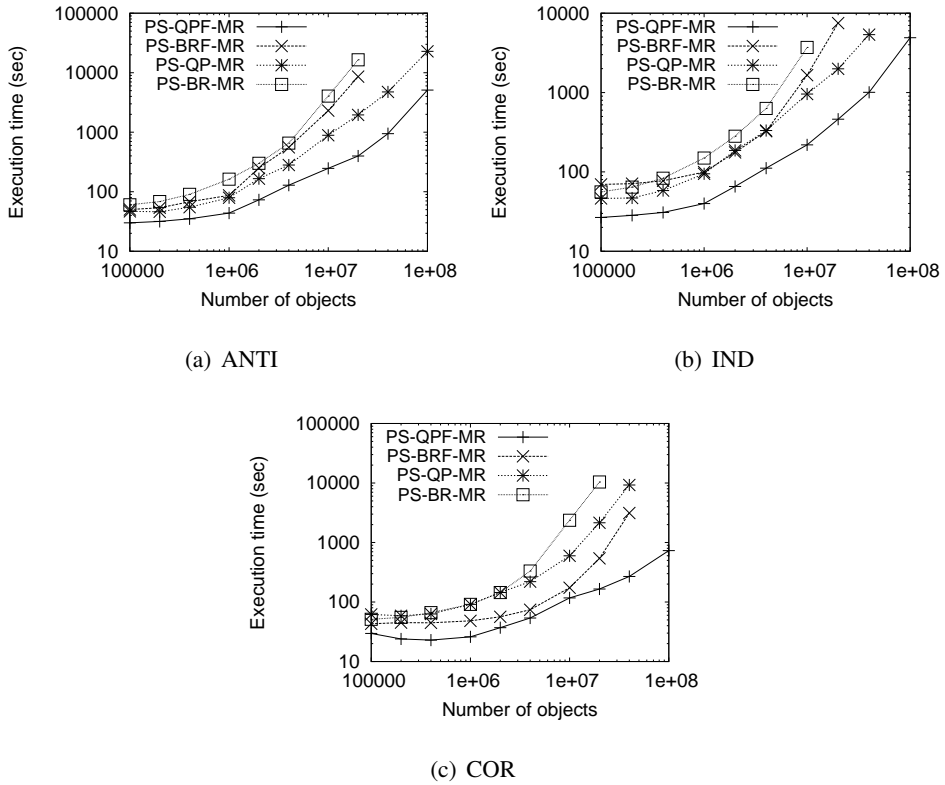 100000
10000
1000
100
10
Execution time (sec)
PS-QPF-MR
PS-BRF-MR
PS-QP-MR
PS-BR-MR
100000 1e+06 1e+07 1e+08
Number of objects
(a) ANTI
10000
1000
100
10
Execution time (sec)
PS-QPF-MR
PS-BRF-MR
PS-QP-MR
PS-BR-MR
100000 1e+06 1e+07 1e+08
Number of objects
(b) IND
100000
10000
1000
100
10
Execution time (sec)
PS-QPF-MR
PS-BRF-MR
PS-QP-MR
PS-BR-MR
100000 1e+06 1e+07 1e+08
Number of objects
(c) COR